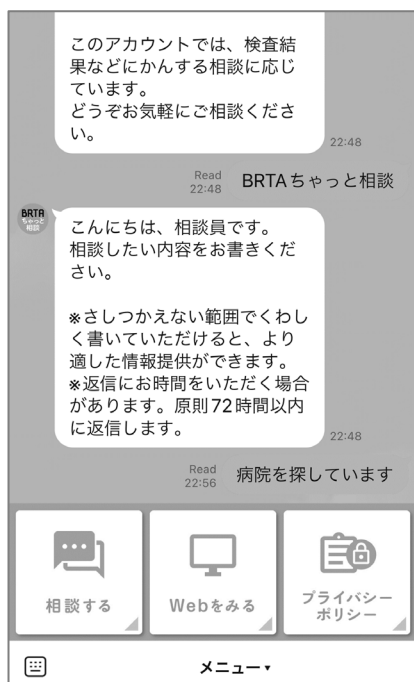 このアカウントでは、検査結
果などにかんする相談に応じ
ています。
どうぞお気軽にご相談くださ
い。
22:48
Read
22:48
BRTAちゃっと相談
BRTA
ちゃっと
相談
こんにちは、相談員です。
相談したい内容をお書きくだ
さい。
※さしつかえない範囲でくわし
く書いていただけると、より
適した情報提供ができます。
※返信にお時間をいただく場合
があります。原則72時間以内
に返信します。
22:48
Read
22:56
病院を探しています
相談する
Webをみる
プライバシー
ポリシー
メニュー▾